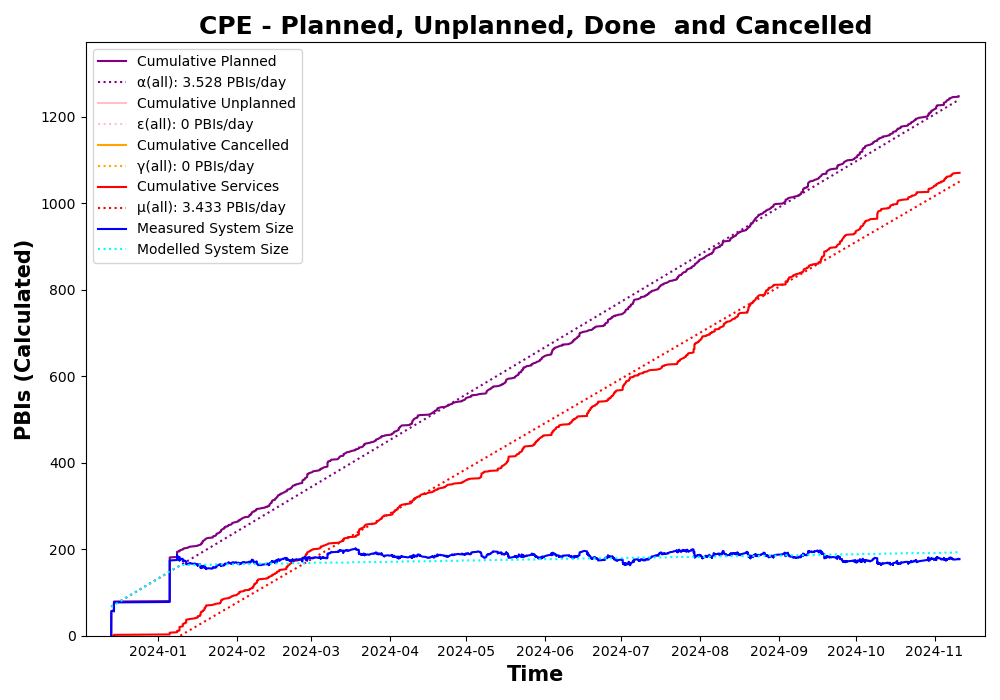 CPE - Planned, Unplanned, Done  and Cancelled
Cumulative Planned
α(all): 3.528 PBIs/day
Cumulative Unplanned
ε(all): 0 PBIs/day
Cumulative Cancelled
γ(all): 0 PBIs/day
Cumulative Services
μ(all): 3.433 PBIs/day
Measured System Size
Modelled System Size
PBIs (Calculated)
1200
1000
800
600
400
200
0
2024-01 2024-02 2024-03 2024-04 2024-05 2024-06 2024-07 2024-08 2024-09 2024-10 2024-11
Time